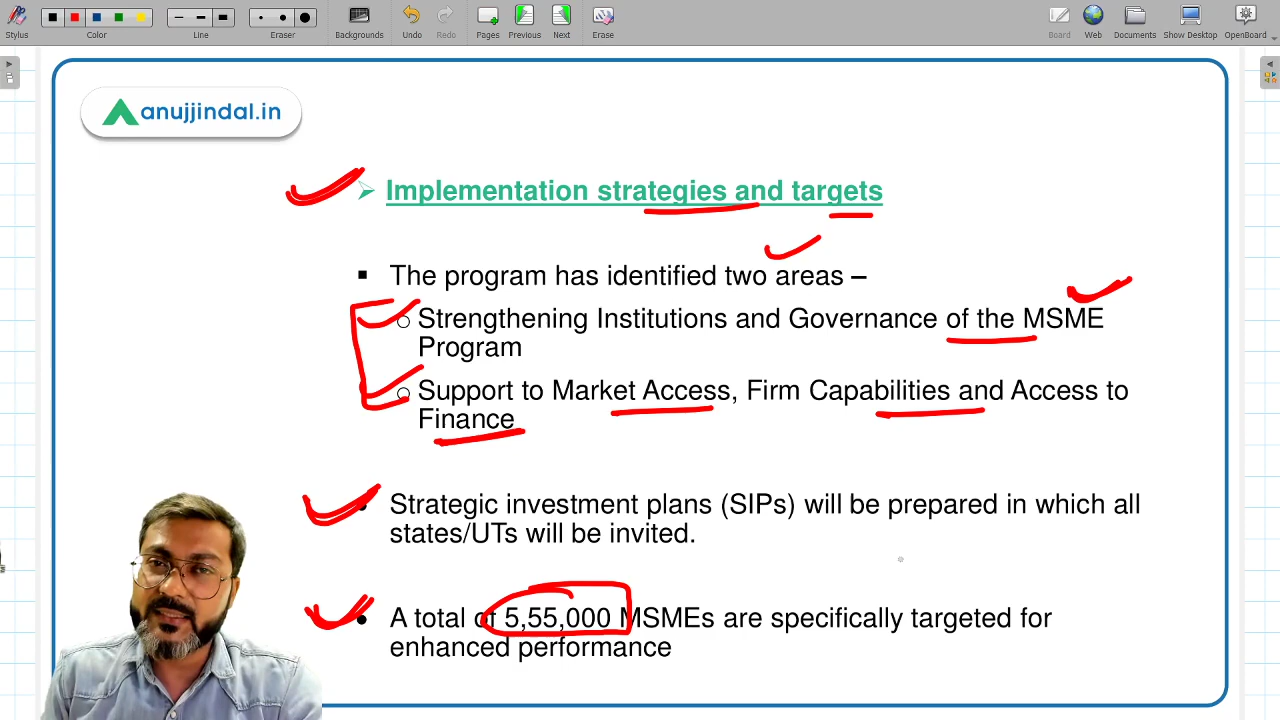 Stylus
Color
Line
Eraser
Backgrounds
Undo
Redo
Pages
Previous
Next
Erase
Board
Web
Documents
Show Desktop
OpenBoard
anujjindal.in
Implementation strategies and targets
The program has identified two areas –
Strengthening Institutions and Governance of the MSME
Program
Support to Market Access, Firm Capabilities and Access to
Finance
Strategic investment plans (SIPs) will be prepared in which all
states/UTs will be invited.
A total of 5,55,000 MSMEs are specifically targeted for
enhanced performance